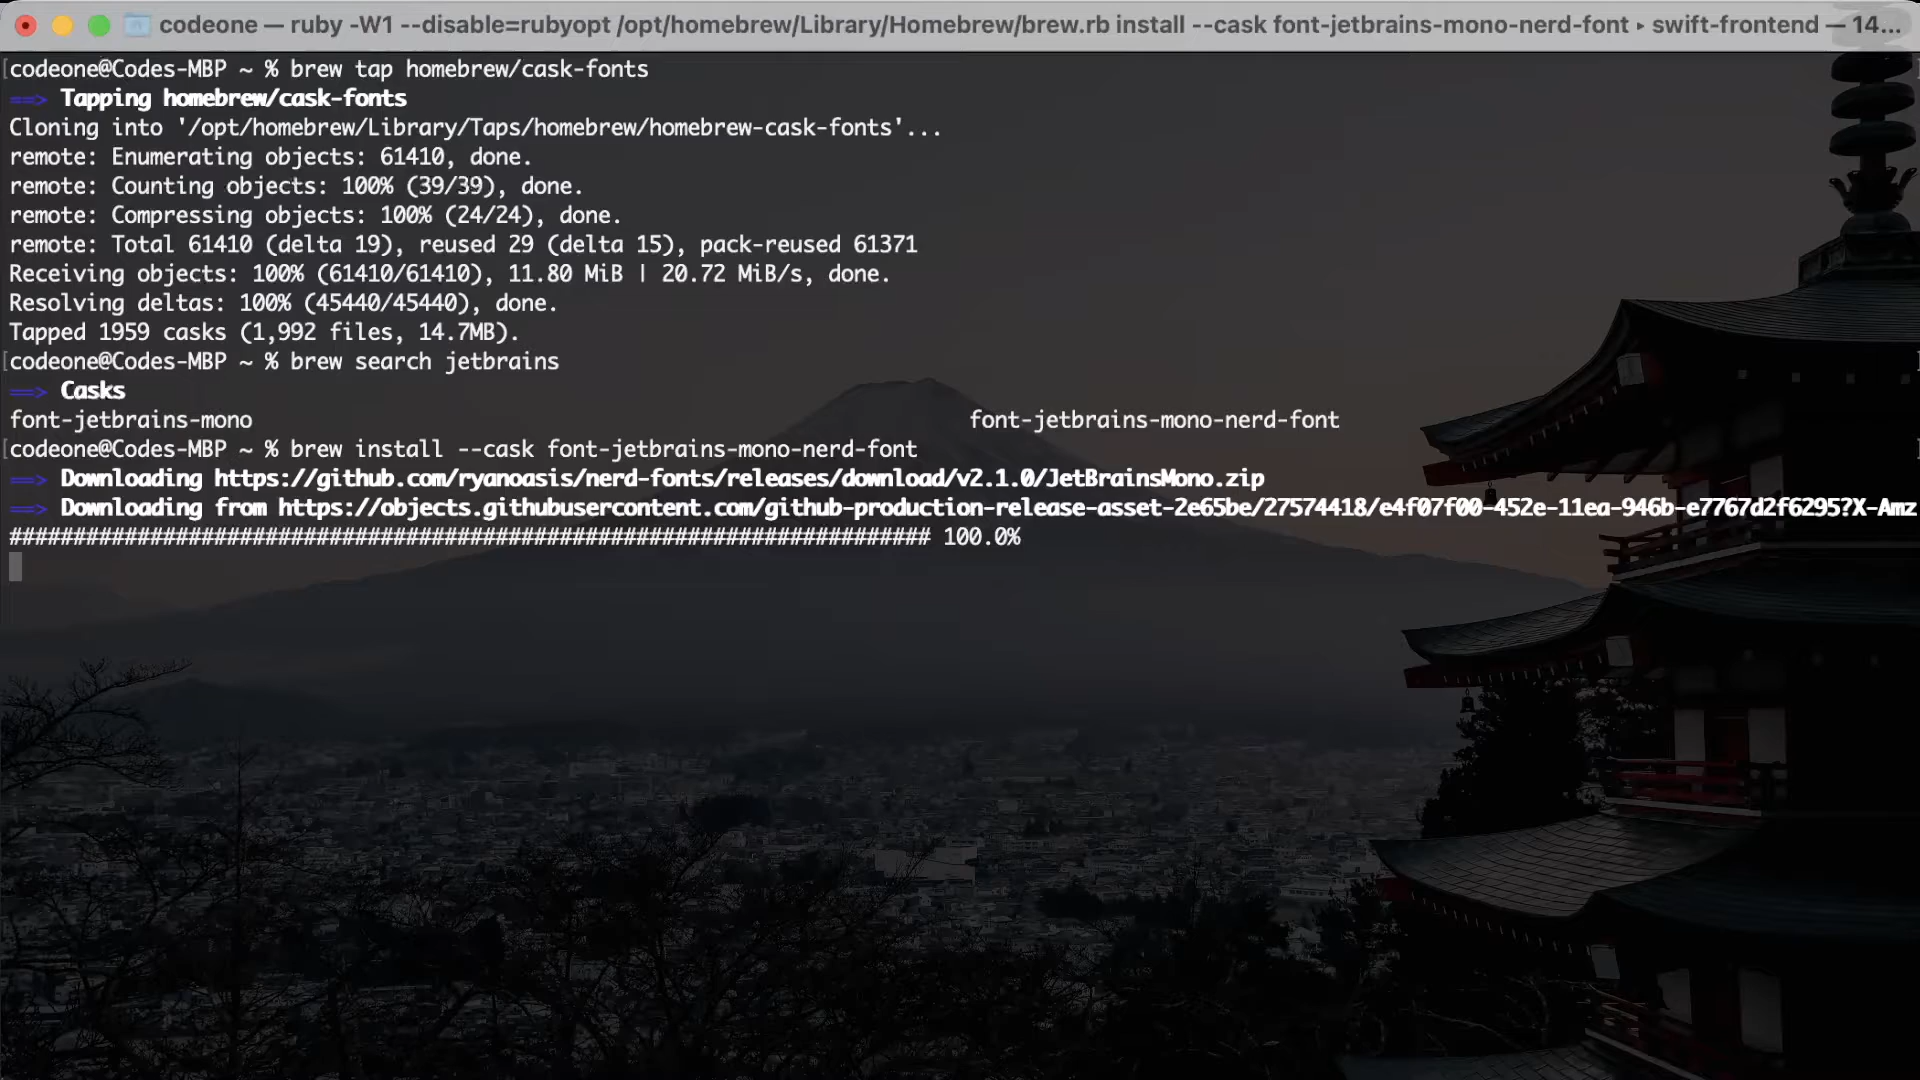 codeone — ruby -W1 --disable=rubyopt /opt/homebrew/Library/Homebrew/brew.rb install --cask font-jetbrains-mono-nerd-font ▸ swift-frontend — 14...
[codeone@Codes-MBP ~ % brew tap homebrew/cask-fonts ]
==> Tapping homebrew/cask-fonts
Cloning into '/opt/homebrew/Library/Taps/homebrew/homebrew-cask-fonts'...
remote: Enumerating objects: 61410, done.
remote: Counting objects: 100% (39/39), done.
remote: Compressing objects: 100% (24/24), done.
remote: Total 61410 (delta 19), reused 29 (delta 15), pack-reused 61371
Receiving objects: 100% (61410/61410), 11.80 MiB | 20.72 MiB/s, done.
Resolving deltas: 100% (45440/45440), done.
Tapped 1959 casks (1,992 files, 14.7MB).
[codeone@Codes-MBP ~ % brew search jetbrains ]
==> Casks
font-jetbrains-mono font-jetbrains-mono-nerd-font
[codeone@Codes-MBP ~ % brew install --cask font-jetbrains-mono-nerd-font ]
==> Downloading https://github.com/ryanoasis/nerd-fonts/releases/download/v2.1.0/JetBrainsMono.zip
==> Downloading from https://objects.githubusercontent.com/github-production-release-asset-2e65be/27574418/e4f07f00-452e-11ea-946b-e7767d2f6295?X-Amz
######################################################################## 100.0%